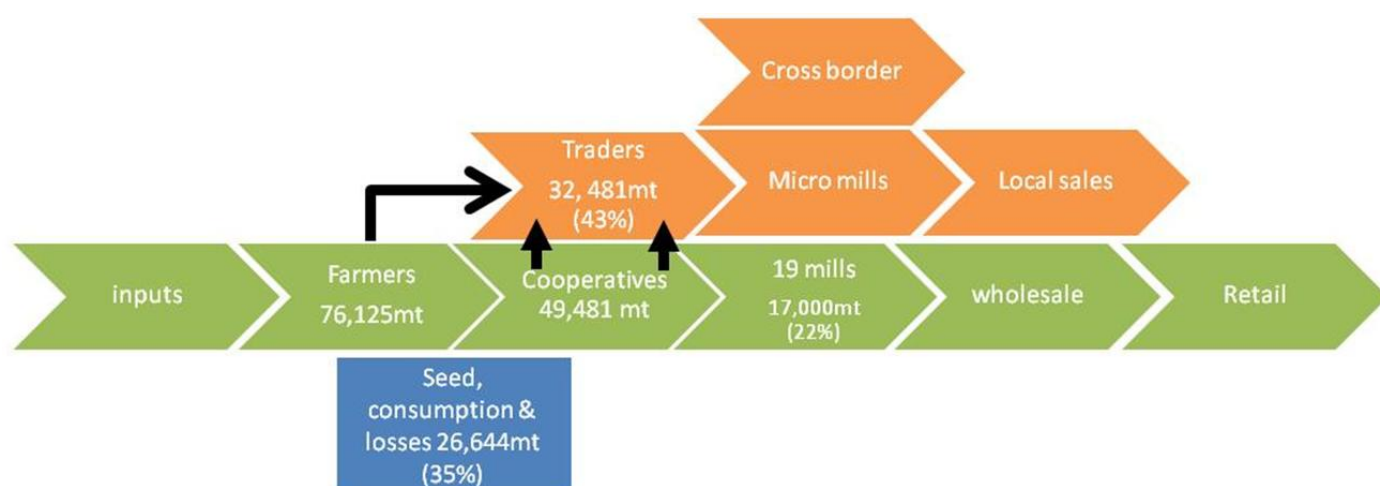 Cross border
Traders
32, 481mt
(43%)
Micro mills
Local sales
inputs
Farmers
76,125mt
Cooperatives
49,481 mt
19 mills
17,000mt
(22%)
wholesale
Retail
Seed,
consumption &
losses 26,644mt
(35%)